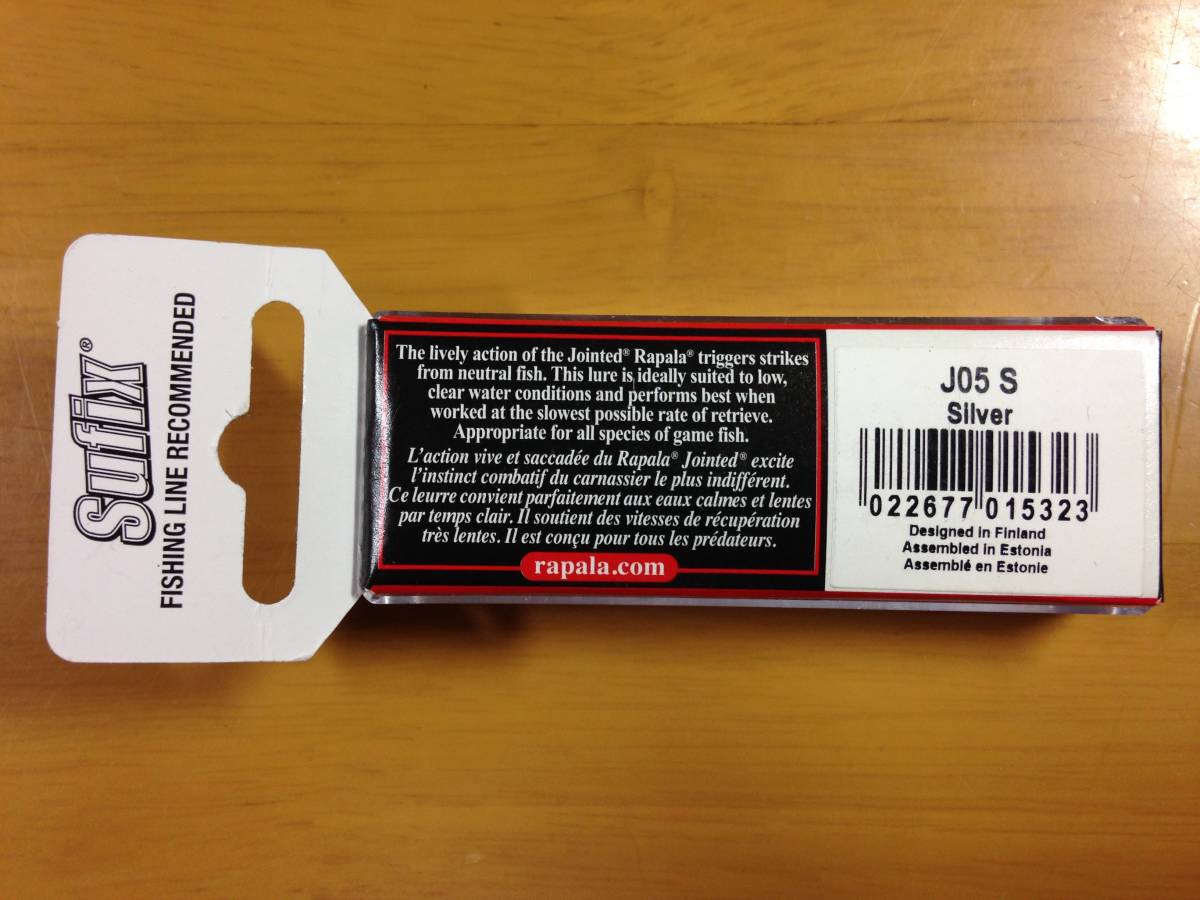 Sufix®
FISHING LINE RECOMMENDED
The lively action of the Jointed® Rapala® triggers strikes
from neutral fish. This lure is ideally suited to low,
clear water conditions and performs best when
worked at the slowest possible rate of retrieve.
Appropriate for all species of game fish.
L'action vive et saccadée du Rapala® Jointed® excite
l'instinct combatif du carnassier le plus indifférent.
Ce leurre convient parfaitement aux eaux calmes et lentes
par temps clair. Il soutient des vitesses de récupération
très lentes. Il est conçu pour tous les prédateurs.
rapala.com
J05 S
Silver
022677 015323
Designed in Finland
Assembled in Estonia
Assemblé en Estonie